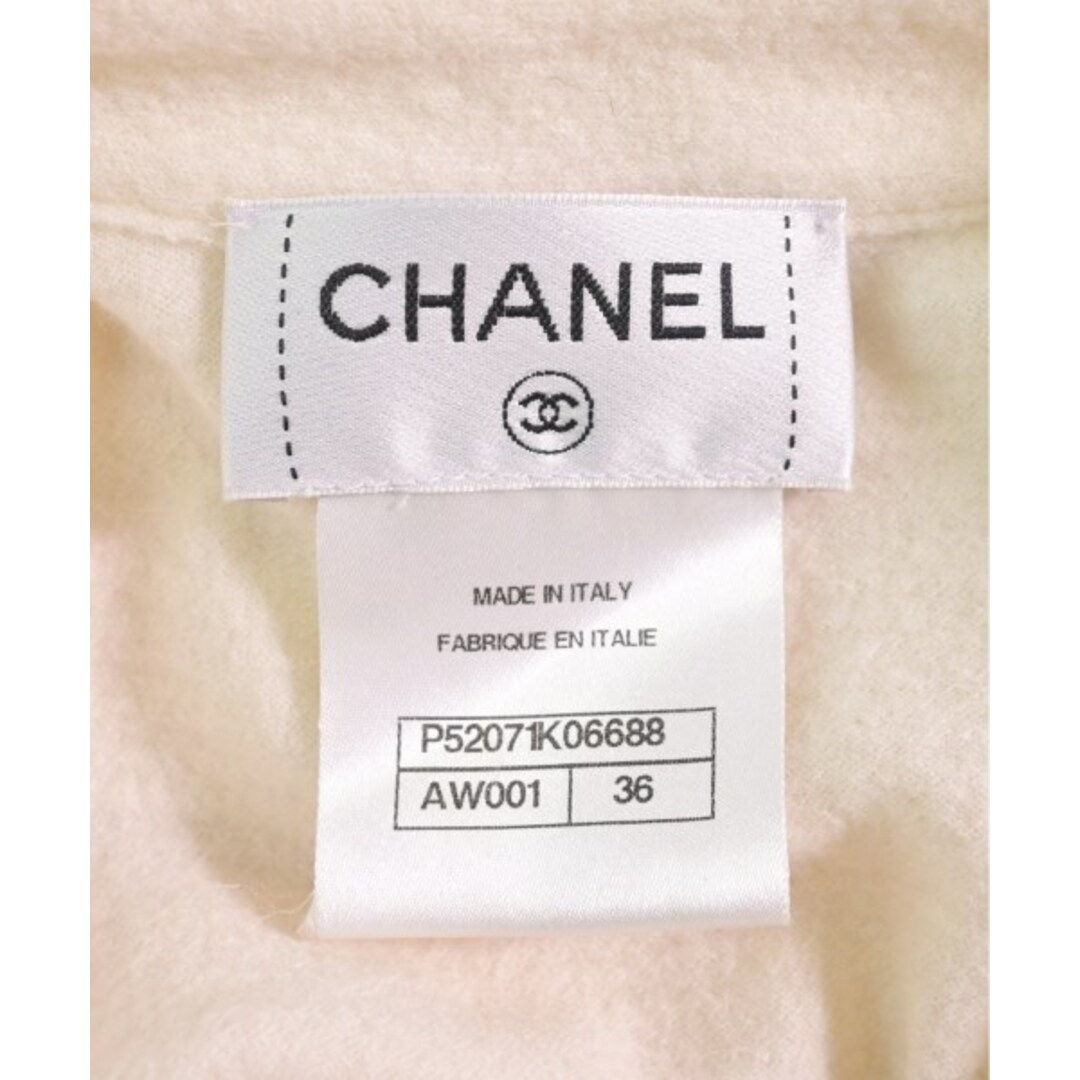 CHANEL
MADE IN ITALY
FABRIQUE EN ITALIE
P52071K06688
AW001 36